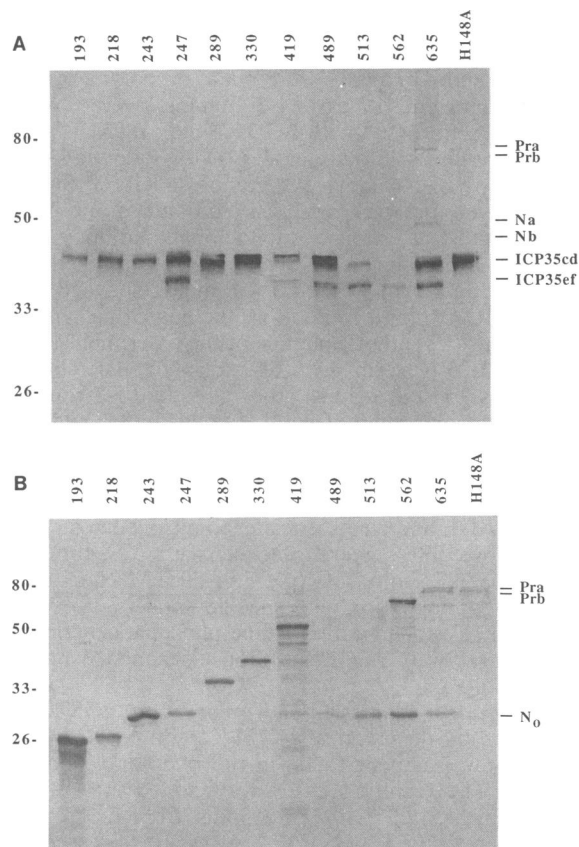 A
193 218 243 247 289 330 419 489 513 562 635 H148A
80-
50-
33-
26-
Pra
Prb
Na
Nb
ICP35cd
ICP35ef
B
193 218 243 247 289 330 419 489 513 562 635 H148A
80-
50-
33-
26-
Pra
Prb
No